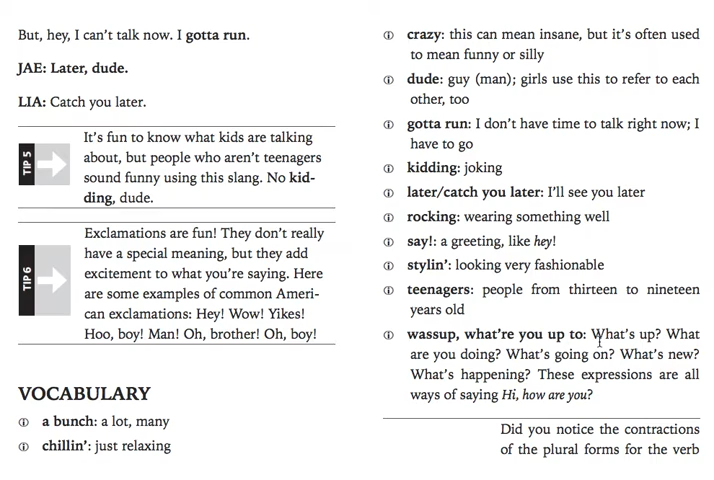 But, hey, I can't talk now. I gotta run.
JAE: Later, dude.
LIA: Catch you later.
TIP 5
It's fun to know what kids are talking
about, but people who aren't teenagers
sound funny using this slang. No kid-
ding, dude.
TIP 6
Exclamations are fun! They don't really
have a special meaning, but they add
excitement to what you're saying. Here
are some examples of common Ameri-
can exclamations: Hey! Wow! Yikes!
Hoo, boy! Man! Oh, brother! Oh, boy!
VOCABULARY
a bunch: a lot, many
chillin': just relaxing
crazy: this can mean insane, but it's often used
to mean funny or silly
dude: guy (man); girls use this to refer to each
other, too
gotta run: I don't have time to talk right now; I
have to go
kidding: joking
later/catch you later: I'll see you later
rocking: wearing something well
say!: a greeting, like hey!
stylin': looking very fashionable
teenagers: people from thirteen to nineteen
years old
wassup, what're you up to: What's up? What
are you doing? What's going on? What's new?
What's happening? These expressions are all
ways of saying Hi, how are you?
Did you notice the contractions
of the plural forms for the verb